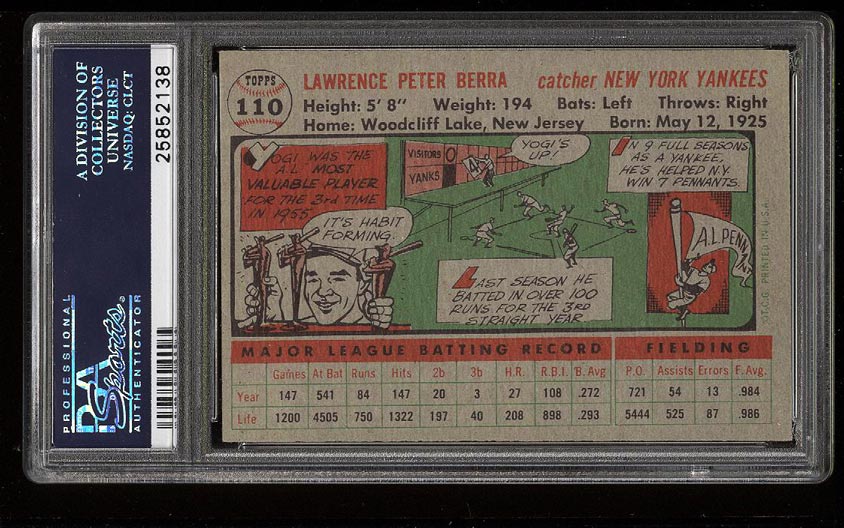 A DIVISION OF
COLLECTORS
UNIVERSE
NASDAQ: CLCT
25852138
PROFESSIONAL
PSA
Sports®
AUTHENTICATOR
TOPPS
110
LAWRENCE PETER BERRA catcher NEW YORK YANKEES
Height: 5' 8" Weight: 194 Bats: Left Throws: Right
Home: Woodcliff Lake, New Jersey Born: May 12, 1925
YOGI WAS THE
A.L. MOST
VALUABLE PLAYER
FOR THE 3rd TIME
IN 1955.
IT'S HABIT
FORMING.
VISITORS 0
YANKS 4
YOGI'S
UP!
LAST SEASON HE
BATTED IN OVER 100
RUNS FOR THE 3RD
STRAIGHT YEAR
IN 9 FULL SEASONS
AS A YANKEE,
HE'S HELPED N.Y.
WIN 7 PENNANTS.
A.L. PENNANT
©T.C.G. PRINTED IN U.S.A.
MAJOR LEAGUE BATTING RECORD FIELDING
Games At Bat Runs Hits 2b 3b H.R. R.B.I. B. Avg P.O. Assists Errors F. Avg.
Year 147 541 84 147 20 3 27 108 .272 721 54 13 .984
Life 1200 4505 750 1322 197 40 208 898 .293 5444 525 87 .986